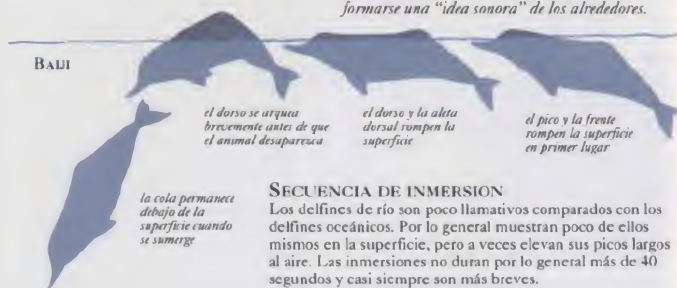 formarse una "idea sonora" de los alrededores.
BAIJI
el dorso se arquea
brevemente antes de que
el animal desaparezca
el dorso y la aleta
dorsal rompen la
superficie
el pico y la frente
rompen la superficie
en primer lugar
la cola permanece
debajo de la
superficie cuando
se sumerge
SECUENCIA DE INMERSION
Los delfines de río son poco llamativos comparados con los
delfines oceánicos. Por lo general muestran poco de ellos
mismos en la superficie, pero a veces elevan sus picos largos
al aire. Las inmersiones no duran por lo general más de 40
segundos y casi siempre son más breves.